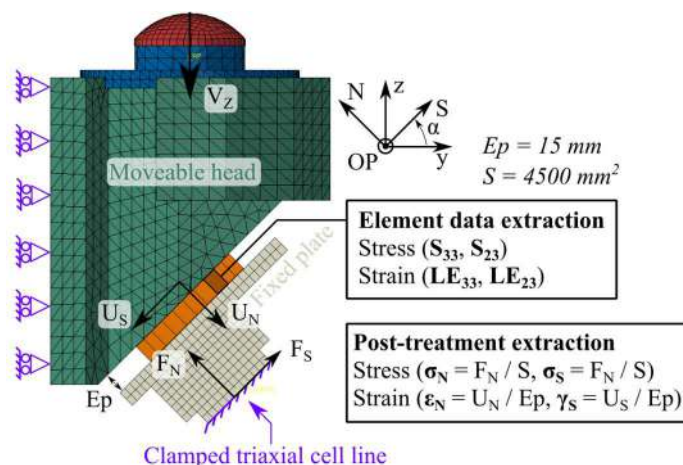 V_Z
N
z
S
α
OP
y
Ep = 15 mm
S = 4500 mm²
Moveable head
Fixed plate
Element data extraction
Stress (S₃₃, S₂₃)
Strain (LE₃₃, LE₂₃)
U_S
U_N
F_N
F_S
Ep
Post-treatment extraction
Stress (σ_N = F_N / S, σ_S = F_N / S)
Strain (ε_N = U_N / Ep, γ_S = U_S / Ep)
Clamped triaxial cell line